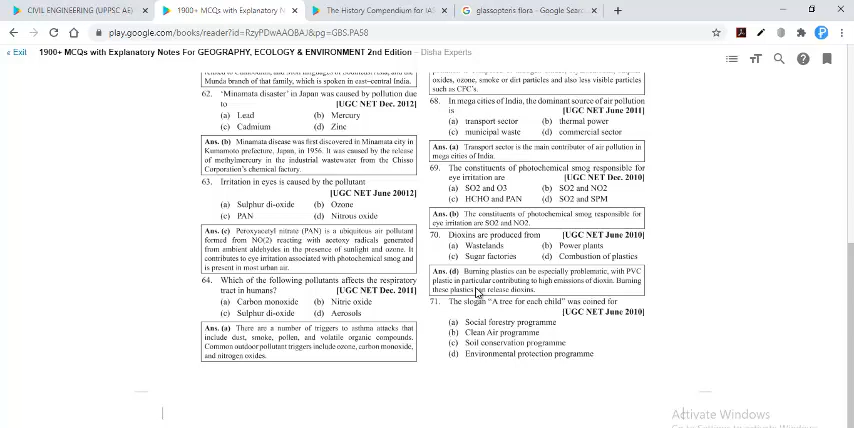 CIVIL ENGINEERING (UPPSC AE)
1900+ MCQs with Explanatory N
The History Compendium for IA
glossopteris flora - Google Searc
play.google.com/books/reader?id=RzyPDwAAQBAJ&pg=GBS.PA58
« Exit 1900+ MCQs with Explanatory Notes For GEOGRAPHY, ECOLOGY & ENVIRONMENT 2nd Edition – Disha Experts
Munda branch of that family, which is spoken in east-central India.
62. 'Minamata disaster' in Japan was caused by pollution due
to [UGC NET Dec. 2012]
(a) Lead (b) Mercury
(c) Cadmium (d) Zinc
Ans. (b) Minamata disease was first discovered in Minamata city in
Kumamoto prefecture, Japan, in 1956. It was caused by the release
of methylmercury in the industrial wastewater from the Chisso
Corporation's chemical factory.
63. Irritation in eyes is caused by the pollutant
[UGC NET June 20012]
(a) Sulphur di-oxide (b) Ozone
(c) PAN (d) Nitrous oxide
Ans. (c) Peroxyacetyl nitrate (PAN) is a ubiquitous air pollutant
formed from NO(2) reacting with acetoxy radicals generated
from ambient aldehydes in the presence of sunlight and ozone. It
contributes to eye irritation associated with photochemical smog and
is present in most urban air.
64. Which of the following pollutants affects the respiratory
tract in humans? [UGC NET Dec. 2011]
(a) Carbon monoxide (b) Nitric oxide
(c) Sulphur di-oxide (d) Aerosols
Ans. (a) There are a number of triggers to asthma attacks that
include dust, smoke, pollen, and volatile organic compounds.
Common outdoor pollutant triggers include ozone, carbon monoxide,
and nitrogen oxides.
oxides, ozone, smoke or dirt particles and also less visible particles
such as CFC's.
68. In mega cities of India, the dominant source of air pollution
is [UGC NET June 2011]
(a) transport sector (b) thermal power
(c) municipal waste (d) commercial sector
Ans. (a) Transport sector is the main contributor of air pollution in
mega cities of India.
69. The constituents of photochemical smog responsible for
eye irritation are [UGC NET Dec. 2010]
(a) SO2 and O3 (b) SO2 and NO2
(c) HCHO and PAN (d) SO2 and SPM
Ans. (b) The constituents of photochemical smog responsible for
eye irritation are SO2 and NO2.
70. Dioxins are produced from [UGC NET June 2010]
(a) Wastelands (b) Power plants
(c) Sugar factories (d) Combustion of plastics
Ans. (d) Burning plastics can be especially problematic, with PVC
plastic in particular contributing to high emissions of dioxin. Burning
these plastics can release dioxins.
71. The slogan "A tree for each child" was coined for
[UGC NET June 2010]
(a) Social forestry programme
(b) Clean Air programme
(c) Soil conservation programme
(d) Environmental protection programme
Activate Windows